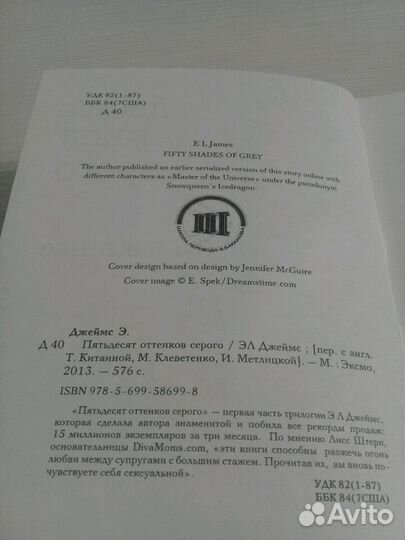 УДК 82(1-87)
ББК 84(7США)
Д 40
E L James
FIFTY SHADES OF GREY
The author published an earlier serialized version of this story online with
different characters as «Master of the Universe» under the pseudonym
Snowqueen's Icedragon.
ШКОЛА ПЕРЕВОДА В.БАКАНОВА
Cover design based on design by Jennifer McGuire
Cover image © E. Spek/Dreamstime.com
Джеймс Э.
Д 40 Пятьдесят оттенков серого / ЭЛ Джеймс ; [пер. с англ.
Т. Китаиной, М. Клеветенко, И. Метлицкой]. — М. : Эксмо,
2013. — 576 с.
ISBN 978-5-699-58699-8
«Пятьдесят оттенков серого» — первая часть трилогии Э Л Джеймс,
которая сделала автора знаменитой и побила все рекорды продаж:
15 миллионов экземпляров за три месяца. По мнению Лисс Штерн,
основательницы DivaMoms.com, «эти книги способны разжечь огонь
любви между супругами с большим стажем. Прочитав их, вы вновь по-
чувствуете себя сексуальной».
УДК 82(1-87)
ББК 84(7США)
Avito